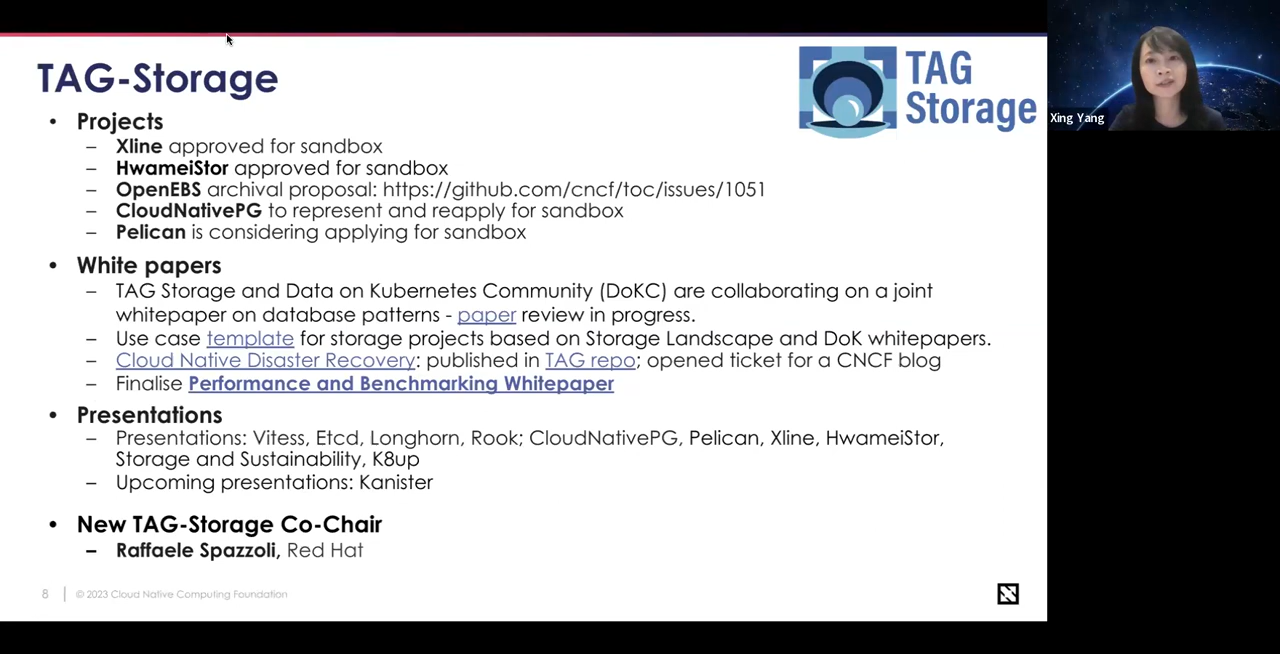 TAG-Storage
TAG
Storage
Xing Yang
• Projects
– Xline approved for sandbox
– HwameiStor approved for sandbox
– OpenEBS archival proposal: https://github.com/cncf/toc/issues/1051
– CloudNativePG to represent and reapply for sandbox
– Pelican is considering applying for sandbox
• White papers
– TAG Storage and Data on Kubernetes Community (DoKC) are collaborating on a joint
whitepaper on database patterns - paper review in progress.
– Use case template for storage projects based on Storage Landscape and DoK whitepapers.
– Cloud Native Disaster Recovery: published in TAG repo; opened ticket for a CNCF blog
– Finalise Performance and Benchmarking Whitepaper
• Presentations
– Presentations: Vitess, Etcd, Longhorn, Rook; CloudNativePG, Pelican, Xline, HwameiStor,
Storage and Sustainability, K8up
– Upcoming presentations: Kanister
• New TAG-Storage Co-Chair
– Raffaele Spazzoli, Red Hat
8 | © 2023 Cloud Native Computing Foundation